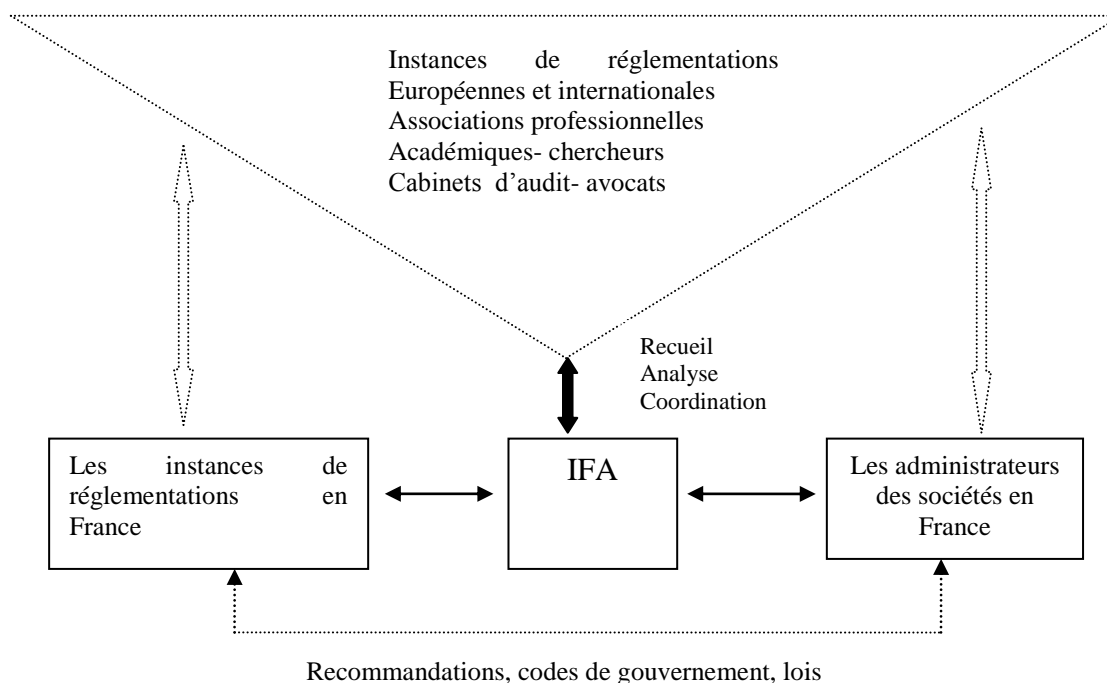 Instances de réglementations
Européennes et internationales
Associations professionnelles
Académiques- chercheurs
Cabinets d'audit- avocats
Recueil
Analyse
Coordination
Les instances de
réglementations en
France
IFA
Les administrateurs
des sociétés en
France
Recommandations, codes de gouvernement, lois